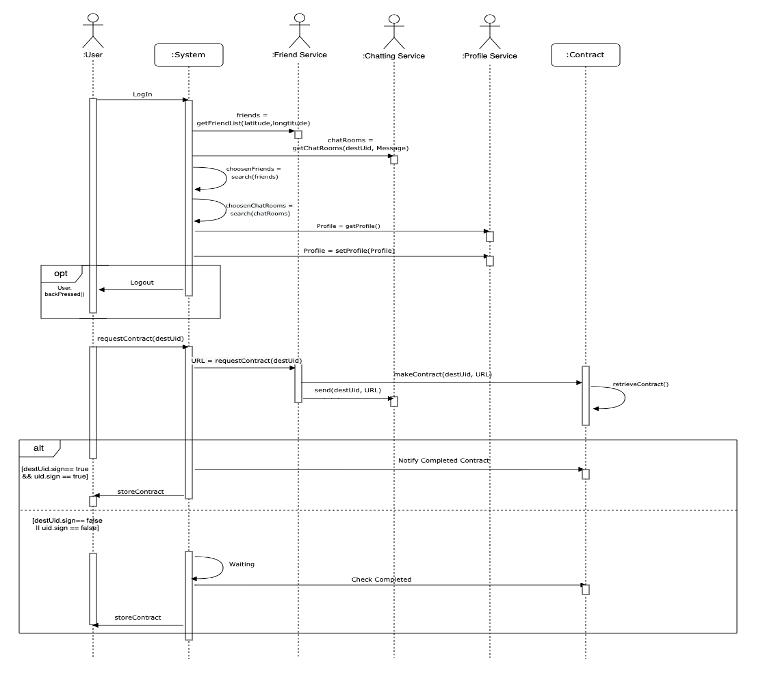 :User
:System
:Friend Service
:Chatting Service
:Profile Service
:Contract
LogIn
friends =
getFriendList(latitude,longtitude)
chatRooms =
getChatRooms(destUid, Message)
choosenFriends =
search(friends)
choosenChatRooms =
search(chatRooms)
Profile = getProfile()
Profile = setProfile(Profile)
opt
User.
backPressed()
Logout
requestContract(destUid)
URL = requestContract(destUid)
makeContract(destUid, URL)
retrieveContract()
send(destUid, URL)
alt
[destUid.sign== true
&& uid.sign == true]
Notify Completed Contract
storeContract
[destUid.sign== false
|| uid.sign == false]
Waiting
Check Completed
storeContract